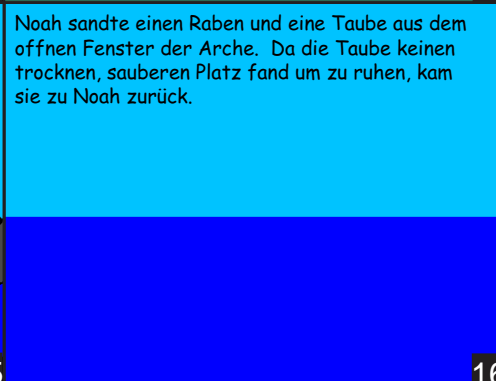 Noah sandte einen Raben und eine Taube aus dem
offnen Fenster der Arche. Da die Taube keinen
trocknen, sauberen Platz fand um zu ruhen, kam
sie zu Noah zurück.